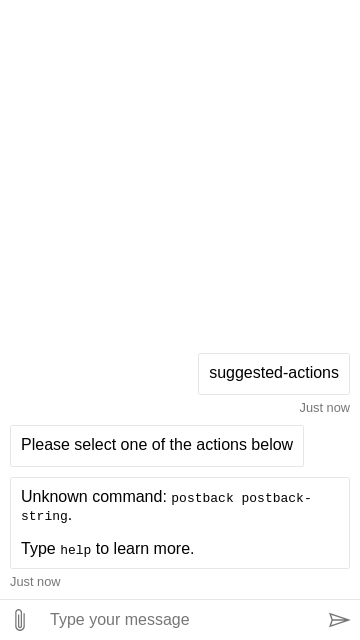 suggested-actions
Just now
Please select one of the actions below
Unknown command: postback postback-
string.
Type help to learn more.
Just now
Type your message